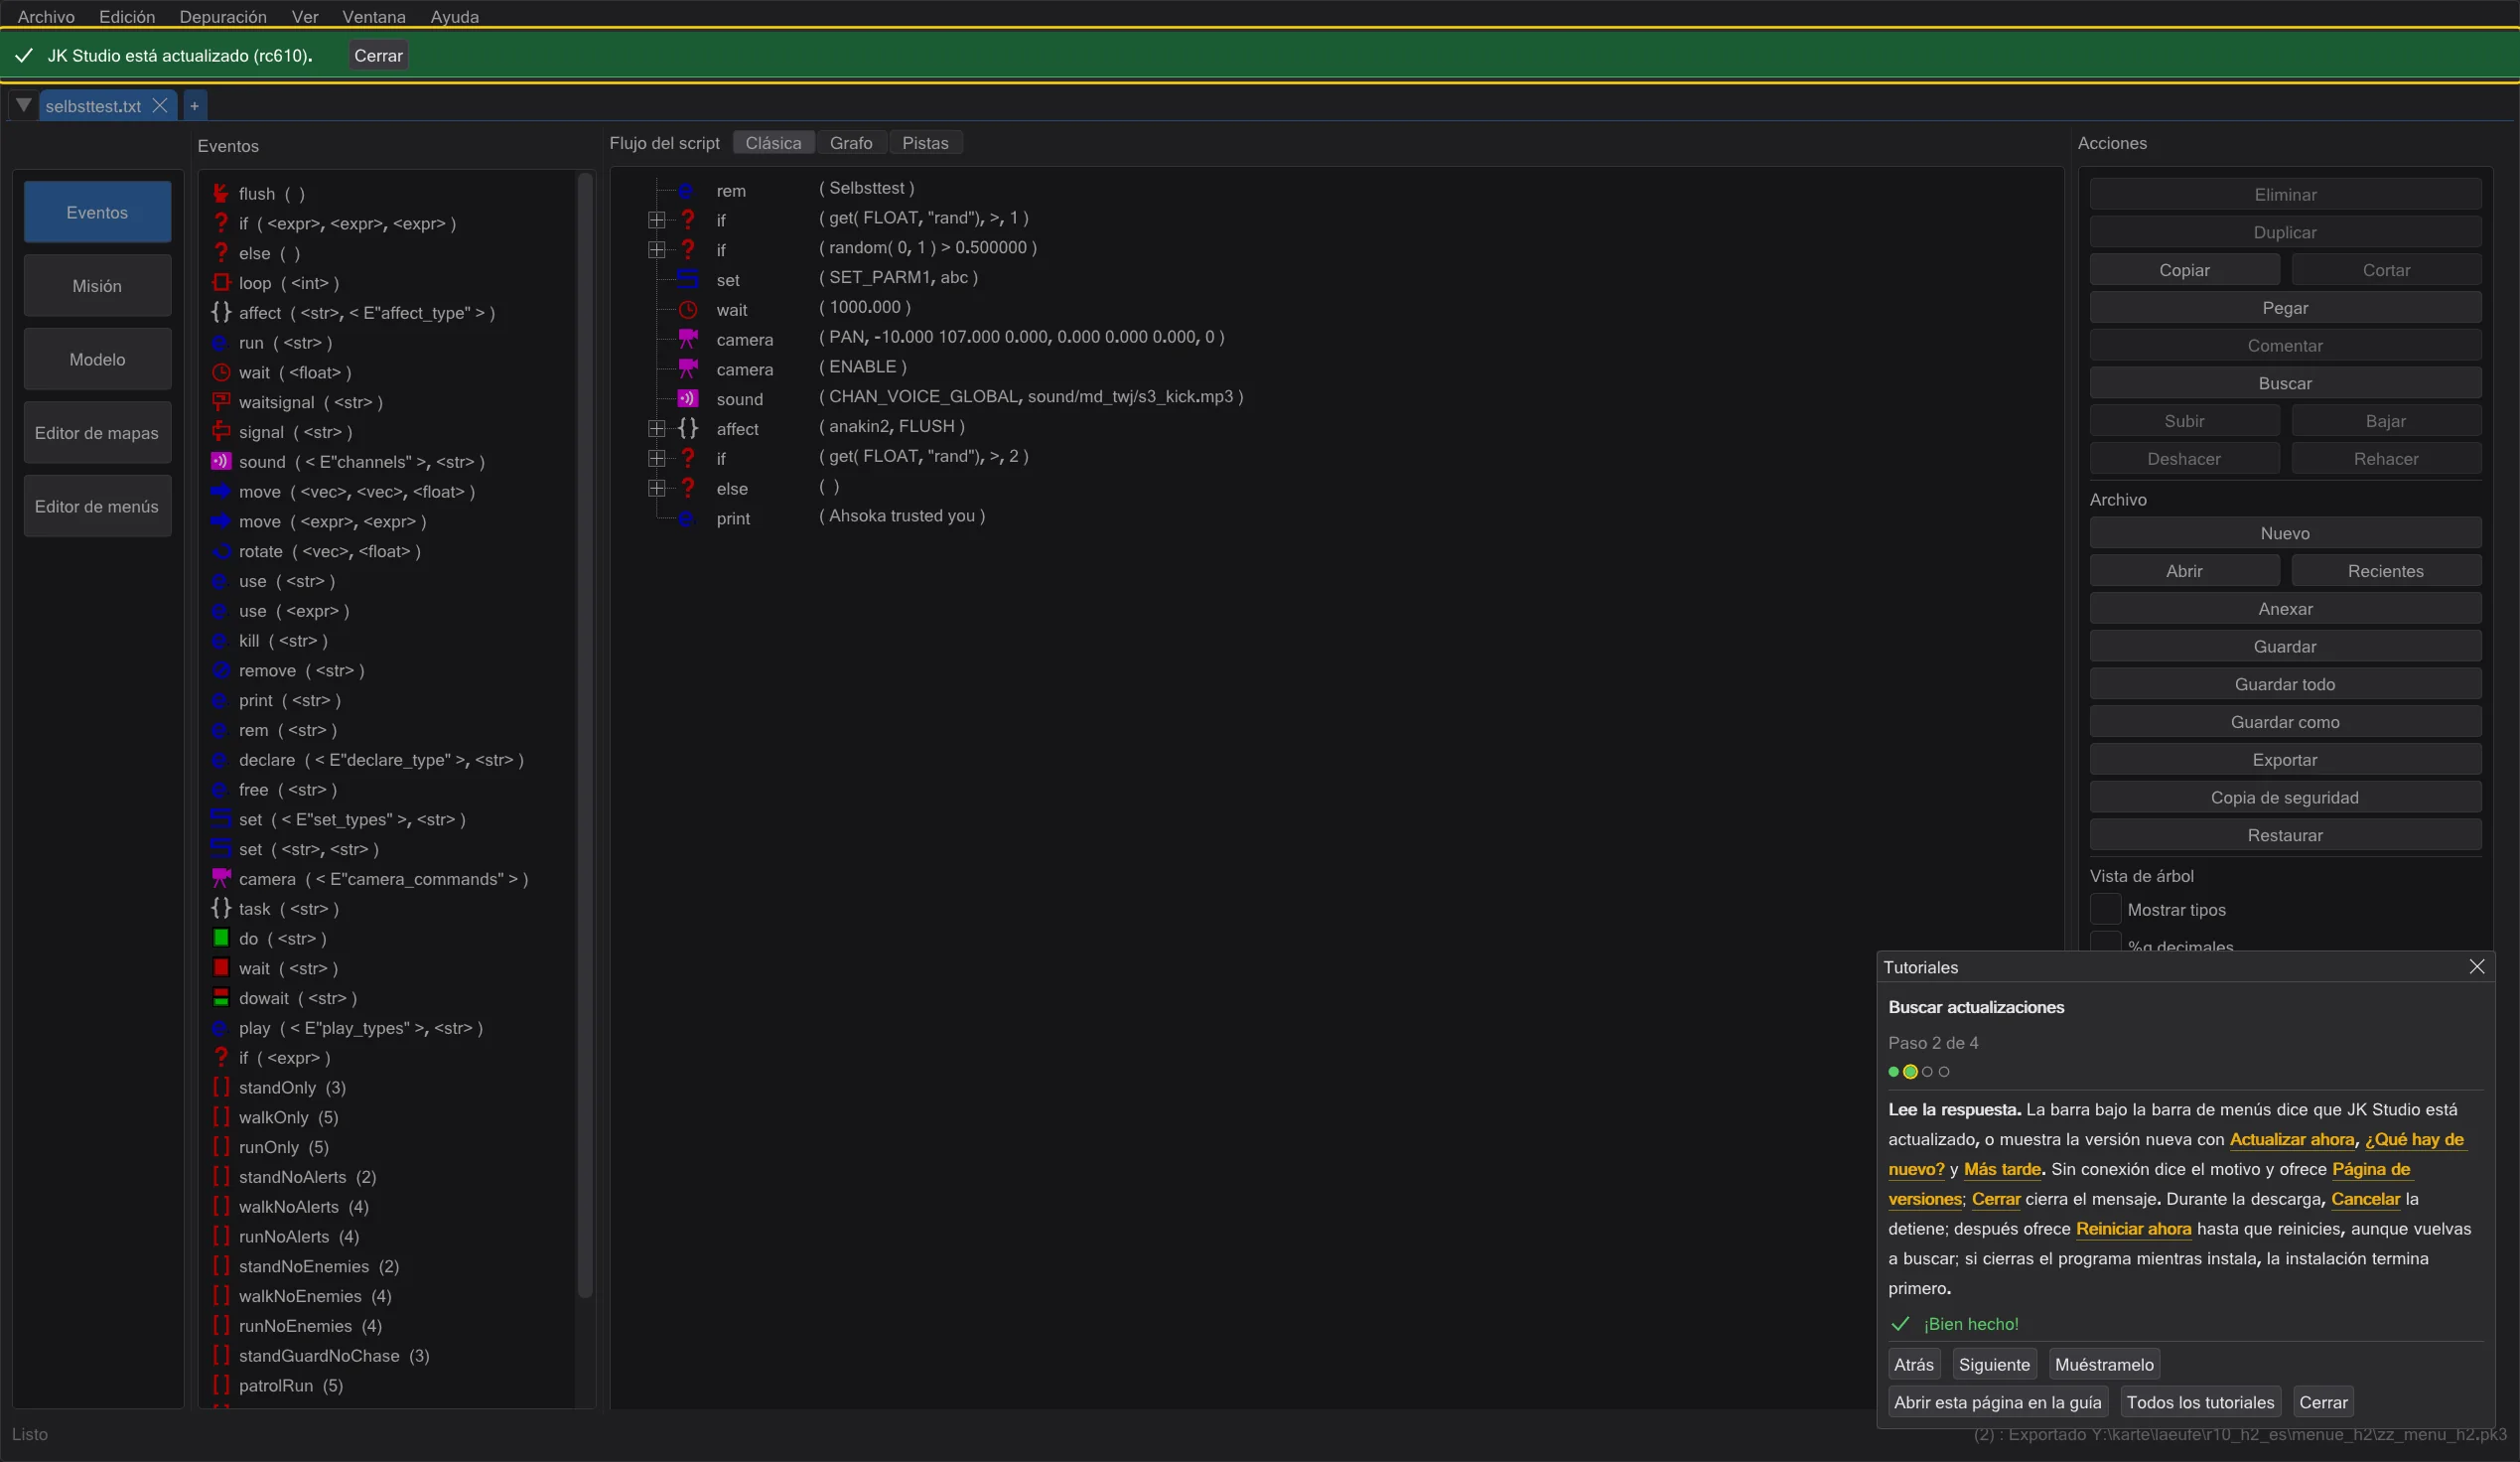 Archivo Edición Depuración Ver Ventana Ayuda
JK Studio está actualizado (rc610). Cerrar
selbsttest.txt +
Eventos
Misión
Modelo
Editor de mapas
Editor de menús
Eventos
flush ( )
if ( <expr>, <expr>, <expr> )
else ( )
loop ( <int> )
{} affect ( <str>, < E"affect_type" > )
run ( <str> )
wait ( <float> )
waitsignal ( <str> )
signal ( <str> )
sound ( < E"channels" >, <str> )
move ( <vec>, <vec>, <float> )
move ( <expr>, <expr> )
rotate ( <vec>, <float> )
use ( <str> )
use ( <expr> )
kill ( <str> )
remove ( <str> )
print ( <str> )
rem ( <str> )
declare ( < E"declare_type" >, <str> )
free ( <str> )
set ( < E"set_types" >, <str> )
set ( <str>, <str> )
camera ( < E"camera_commands" > )
{} task ( <str> )
do ( <str> )
wait ( <str> )
dowait ( <str> )
play ( < E"play_types" >, <str> )
if ( <expr> )
[ ] standOnly (3)
[ ] walkOnly (5)
[ ] runOnly (5)
[ ] standNoAlerts (2)
[ ] walkNoAlerts (4)
[ ] runNoAlerts (4)
[ ] standNoEnemies (2)
[ ] walkNoEnemies (4)
[ ] runNoEnemies (4)
[ ] standGuardNoChase (3)
[ ] patrolRun (5)
Flujo del script Clásica Grafo Pistas
rem ( Selbsttest )
if ( get( FLOAT, "rand"), >, 1 )
if ( random( 0, 1 ) > 0.500000 )
set ( SET_PARM1, abc )
wait ( 1000.000 )
camera ( PAN, -10.000 107.000 0.000, 0.000 0.000 0.000, 0 )
camera ( ENABLE )
sound ( CHAN_VOICE_GLOBAL, sound/md_twj/s3_kick.mp3 )
{} affect ( anakin2, FLUSH )
if ( get( FLOAT, "rand"), >, 2 )
else ( )
print ( Ahsoka trusted you )
Acciones
Eliminar
Duplicar
Copiar Cortar
Pegar
Comentar
Buscar
Subir Bajar
Deshacer Rehacer
Archivo
Nuevo
Abrir Recientes
Anexar
Guardar
Guardar todo
Guardar como
Exportar
Copia de seguridad
Restaurar
Vista de árbol
Mostrar tipos
%g decimales
Tutoriales
Buscar actualizaciones
Paso 2 de 4
Lee la respuesta. La barra bajo la barra de menús dice que JK Studio está
actualizado, o muestra la versión nueva con Actualizar ahora, ¿Qué hay de
nuevo? y Más tarde. Sin conexión dice el motivo y ofrece Página de
versiones; Cerrar cierra el mensaje. Durante la descarga, Cancelar la
detiene; después ofrece Reiniciar ahora hasta que reinicies, aunque vuelvas
a buscar; si cierras el programa mientras instala, la instalación termina
primero.
¡Bien hecho!
Atrás Siguiente Muéstramelo
Abrir esta página en la guía Todos los tutoriales Cerrar
Listo
(2) : Exportado Y:\karte\laeufe\r10_h2_es\menue_h2\zz_menu_h2.pk3